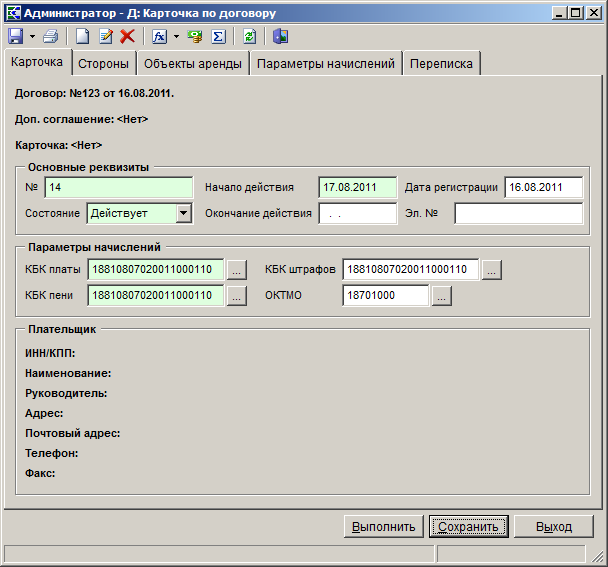 Администратор - Д: Карточка по договору
Карточка Стороны Объекты аренды Параметры начислений Переписка
Договор: №123 от 16.08.2011.
Доп. соглашение: <Нет>
Карточка: <Нет>
Основные реквизиты
№ 14 Начало действия 17.08.2011 Дата регистрации 16.08.2011
Состояние Действует Окончание действия . . Эл. №
Параметры начислений
КБК платы 18810807020011000110 ... КБК штрафов 18810807020011000110 ...
КБК пени 18810807020011000110 ... ОКТМО 18701000 ...
Плательщик
ИНН/КПП:
Наименование:
Руководитель:
Адрес:
Почтовый адрес:
Телефон:
Факс:
Выполнить Сохранить Выход